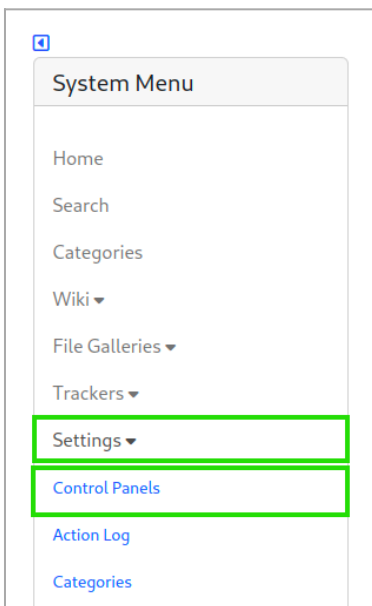 System Menu
Home
Search
Categories
Wiki
File Galleries
Trackers
Settings
Control Panels
Action Log
Categories